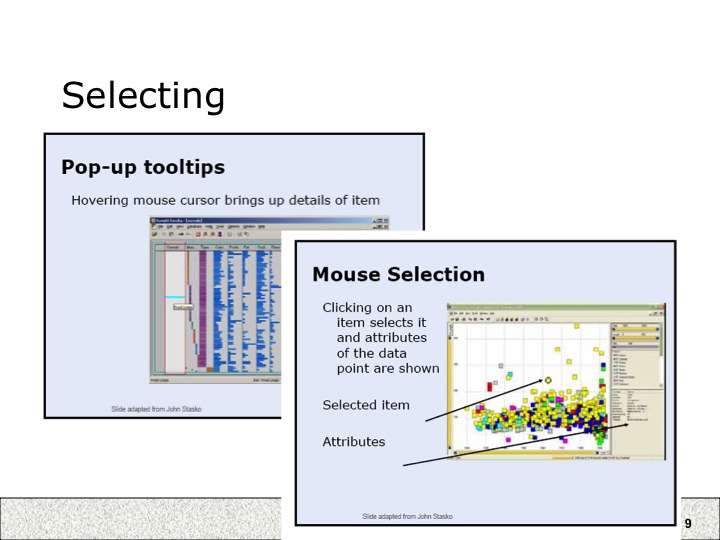 Selecting
Pop-up tooltips
Hovering mouse cursor brings up details of item
Slide adapted from John Stasko
Mouse Selection
Clicking on an
item selects it
and attributes
of the data
point are shown
Selected item
Attributes
Slide adapted from John Stasko
9